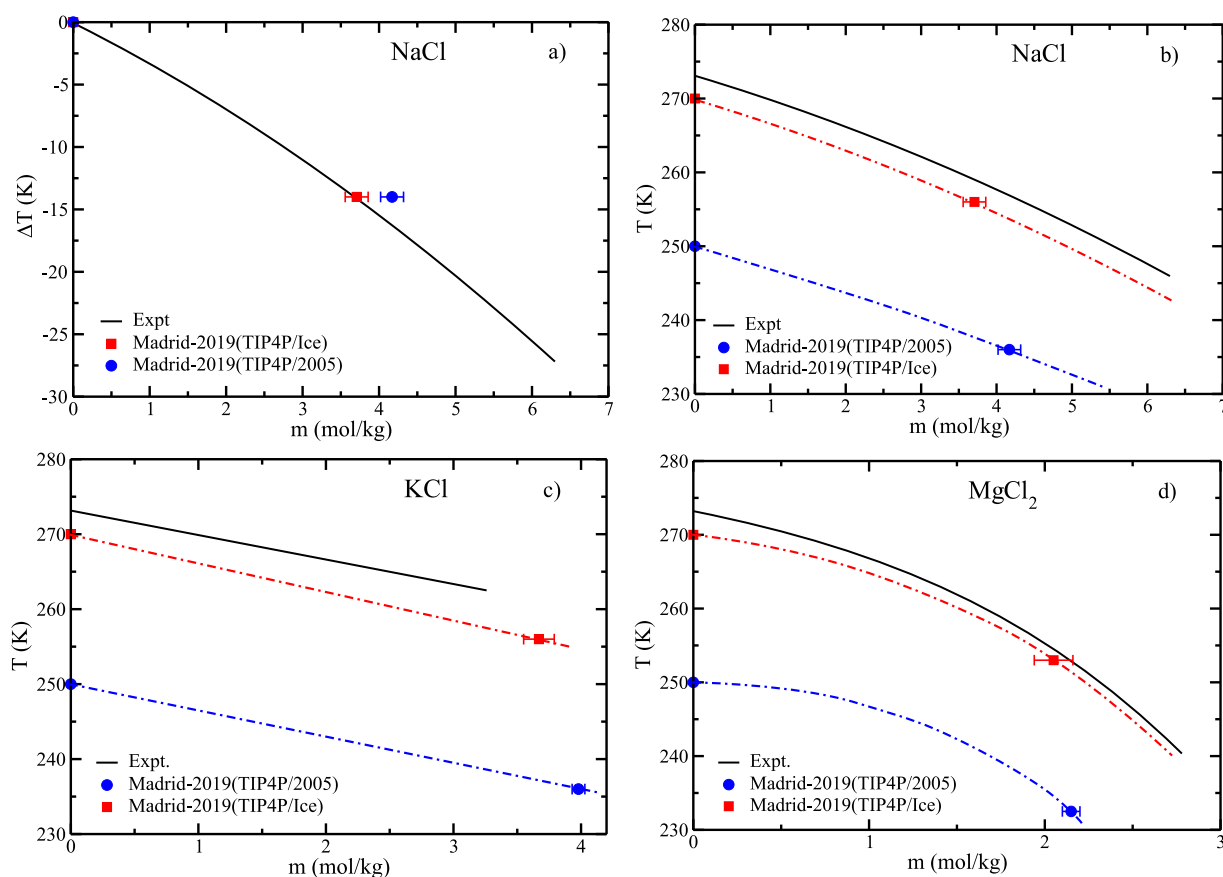 NaCl a)
0
-5
-10
-15
-20
-25
-30
ΔT (K)
Expt
Madrid-2019(TIP4P/Ice)
Madrid-2019(TIP4P/2005)
0 1 2 3 4 5 6 7
m (mol/kg)
NaCl b)
280
270
260
250
240
230
T (K)
Expt
Madrid-2019(TIP4P/2005)
Madrid-2019(TIP4P/Ice)
0 1 2 3 4 5 6 7
m (mol/kg)
KCl c)
280
270
260
250
240
230
T (K)
Expt.
Madrid-2019(TIP4P/2005)
Madrid-2019(TIP4P/Ice)
0 1 2 3 4
m (mol/kg)
MgCl₂ d)
280
270
260
250
240
230
T (K)
Expt.
Madrid-2019(TIP4P/2005)
Madrid-2019(TIP4P/Ice)
0 1 2 3
m (mol/kg)